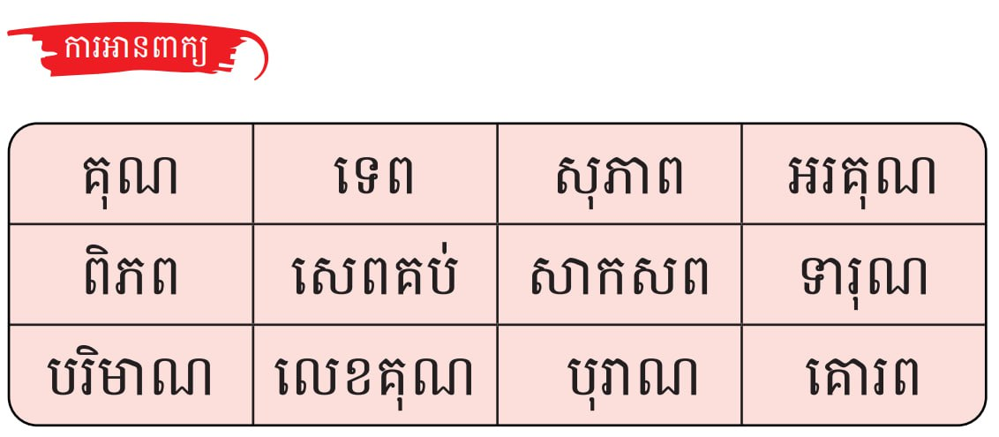 ការអានពាក្យ
គុណ ទេព សុភាព អរគុណ
ពិភព សេពគប់ សាកសព ទារុណ
បរិមាណ លេខគុណ បុរាណ គោរព